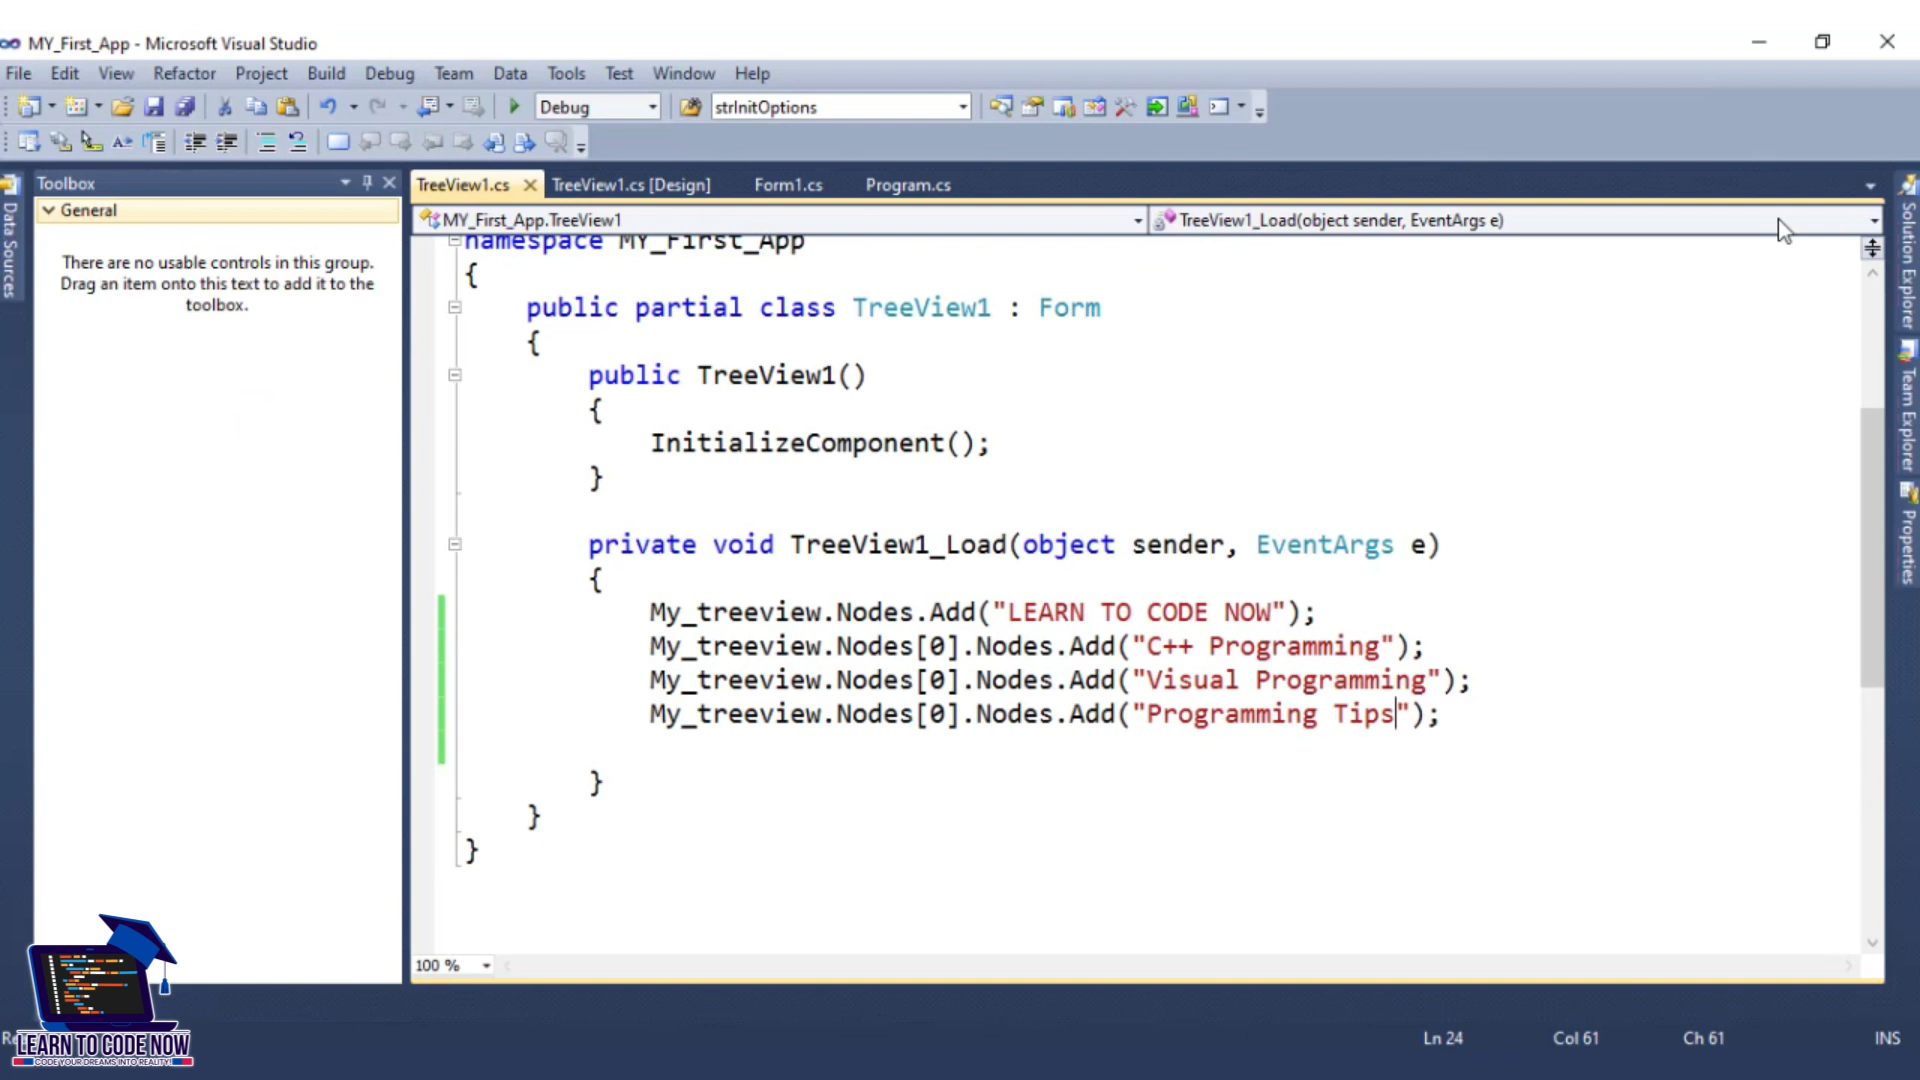 MY_First_App - Microsoft Visual Studio
File Edit View Refactor Project Build Debug Team Data Tools Test Window Help
Debug strInitOptions
Data Sources
Toolbox
General
There are no usable controls in this group.
Drag an item onto this text to add it to the
toolbox.
TreeView1.cs TreeView1.cs [Design] Form1.cs Program.cs
MY_First_App.TreeView1 TreeView1_Load(object sender, EventArgs e)
namespace MY_First_App
{
public partial class TreeView1 : Form
{
public TreeView1()
{
InitializeComponent();
}
private void TreeView1_Load(object sender, EventArgs e)
{
My_treeview.Nodes.Add("LEARN TO CODE NOW");
My_treeview.Nodes[0].Nodes.Add("C++ Programming");
My_treeview.Nodes[0].Nodes.Add("Visual Programming");
My_treeview.Nodes[0].Nodes.Add("Programming Tips");
}
}
}
100 %
Solution Explorer
Team Explorer
Properties
LEARN TO CODE NOW
CODE YOUR DREAMS INTO REALITY!
Ln 24 Col 61 Ch 61 INS